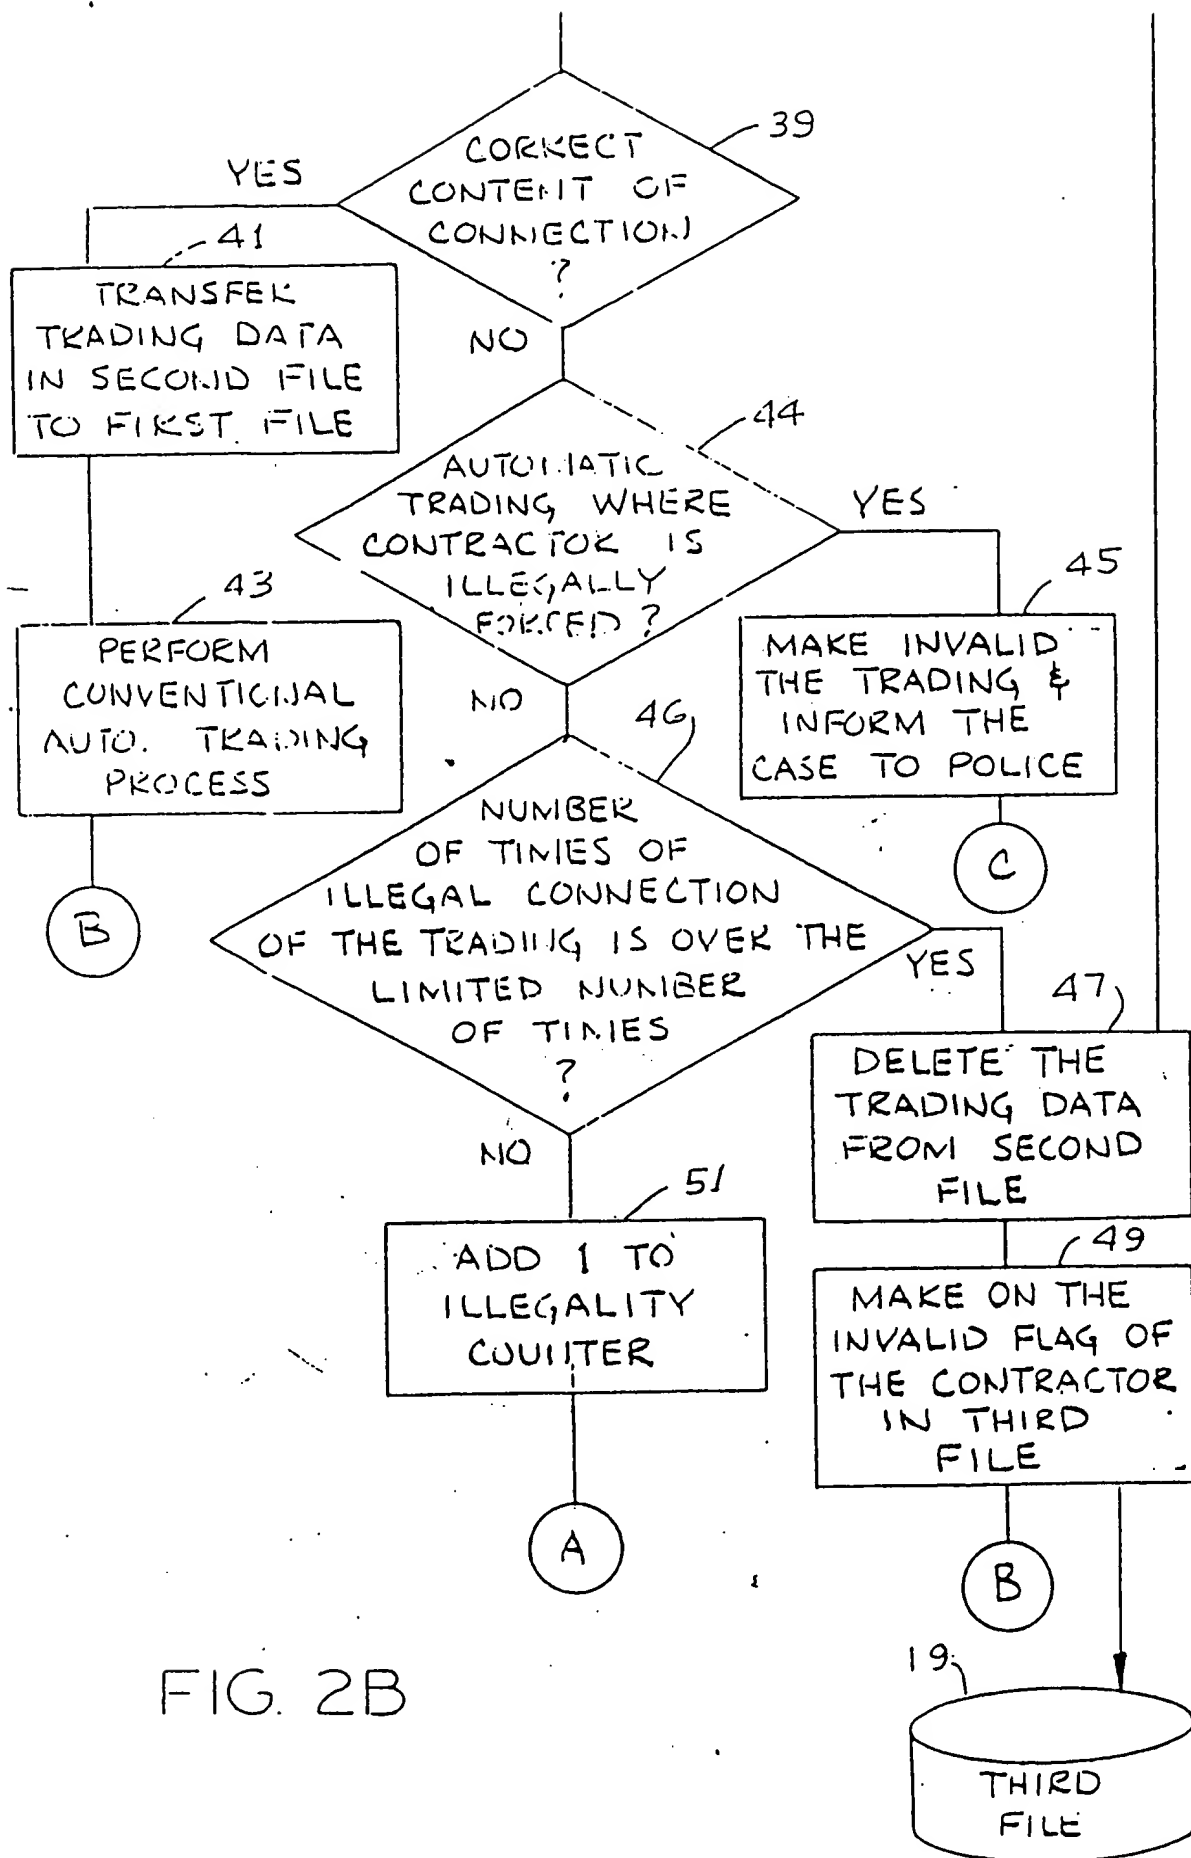 39
CORRECT
CONTENT OF
CONNECTION
?
YES
NO
41
TRANSFER
TRADING DATA
IN SECOND FILE
TO FIRST FILE
44
AUTOMATIC
TRADING WHERE
CONTRACTOR IS
ILLEGALLY
FORCED?
YES
NO
43
PERFORM
CONVENTIONAL
AUTO. TRADING
PROCESS
B
45
MAKE INVALID
THE TRADING &
INFORM THE
CASE TO POLICE
C
46
NUMBER
OF TIMES OF
ILLEGAL CONNECTION
OF THE TRADING IS OVER THE
LIMITED NUMBER
OF TIMES
?
YES
NO
47
DELETE THE
TRADING DATA
FROM SECOND
FILE
51
ADD 1 TO
ILLEGALITY
COUNTER
A
49
MAKE ON THE
INVALID FLAG OF
THE CONTRACTOR
IN THIRD
FILE
B
19
THIRD
FILE
FIG. 2B